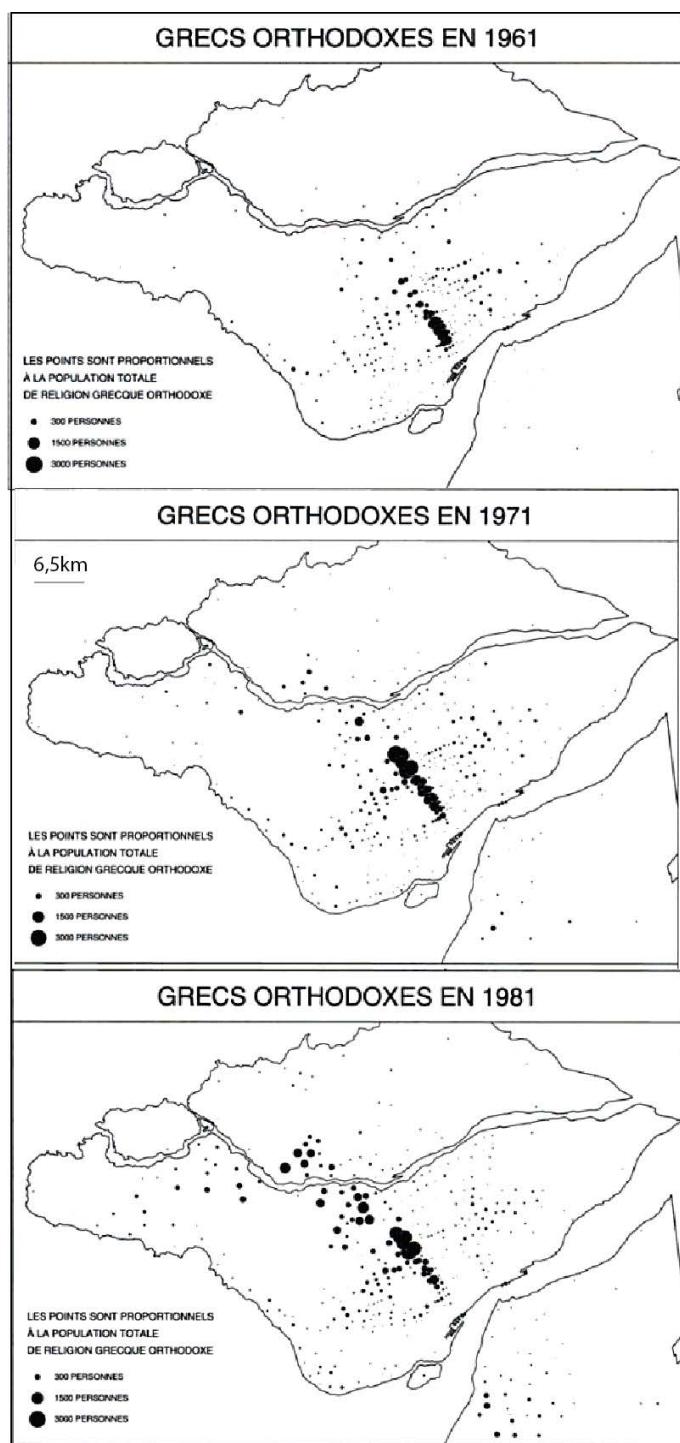 GRECS ORTHODOXES EN 1961
LES POINTS SONT PROPORTIONNELS
À LA POPULATION TOTALE
DE RELIGION GRECQUE ORTHODOXE
300 PERSONNES
1500 PERSONNES
3000 PERSONNES
GRECS ORTHODOXES EN 1971
6,5km
LES POINTS SONT PROPORTIONNELS
À LA POPULATION TOTALE
DE RELIGION GRECQUE ORTHODOXE
300 PERSONNES
1500 PERSONNES
3000 PERSONNES
GRECS ORTHODOXES EN 1981
LES POINTS SONT PROPORTIONNELS
À LA POPULATION TOTALE
DE RELIGION GRECQUE ORTHODOXE
300 PERSONNES
1500 PERSONNES
3000 PERSONNES